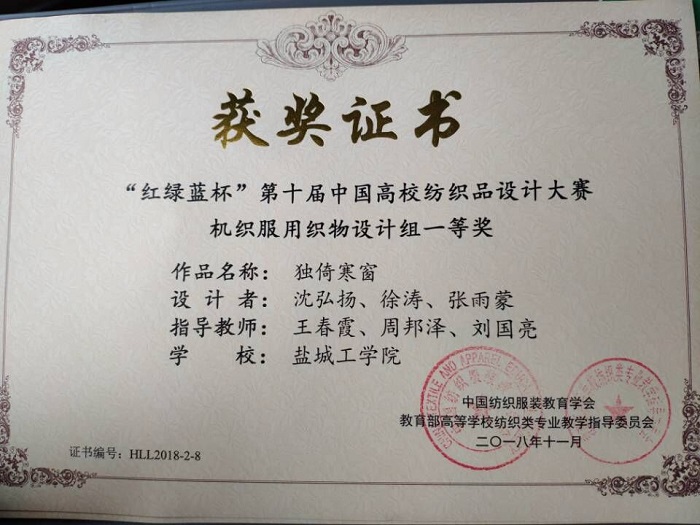 获奖证书
“红绿蓝杯”第十届中国高校纺织品设计大赛
机织服用织物设计组一等奖
作品名称： 独倚寒窗
设计者： 沈弘扬、徐涛、张雨蒙
指导教师： 王春霞、周邦泽、刘国亮
学校： 盐城工学院
中国纺织服装教育学会
教育部高等学校纺织类专业教学指导委员会
二〇一八年十一月
证书编号：HLL2018-2-8